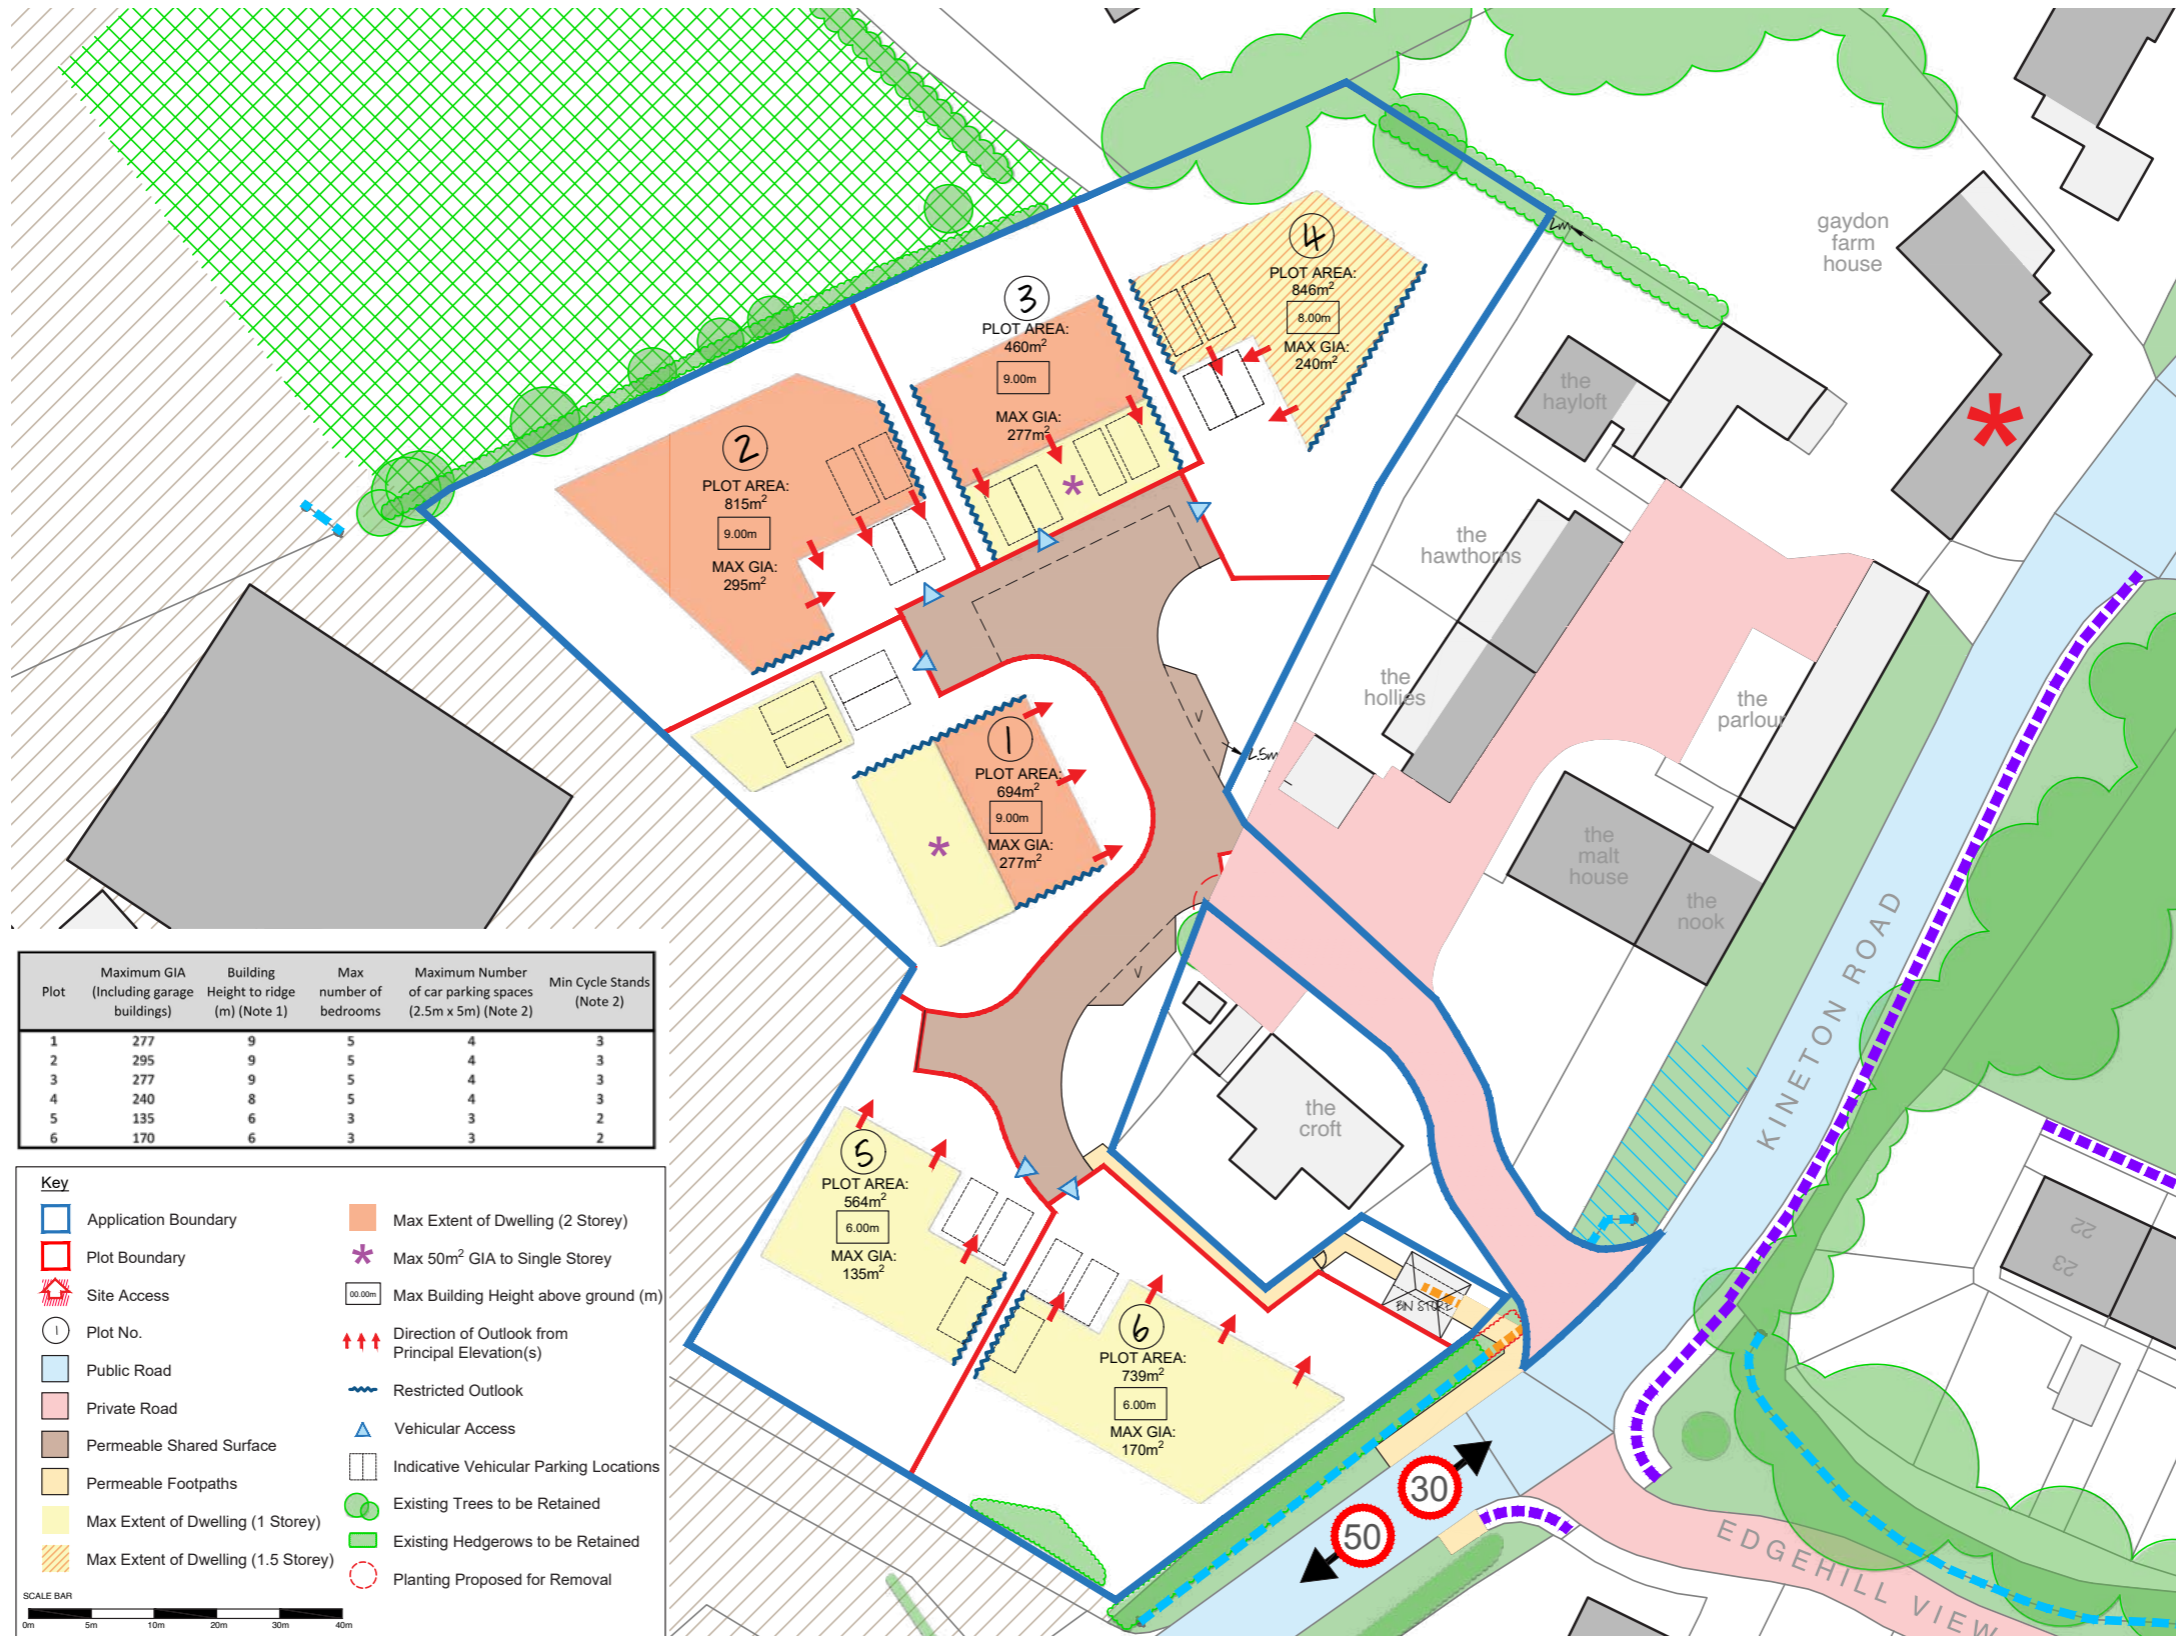 gaydon
farm
house
2m
4
PLOT AREA:
846m²
8.00m
MAX GIA:
240m²
3
PLOT AREA:
460m²
9.00m
MAX GIA:
277m²
*
the
hayloft
*
2
PLOT AREA:
815m²
9.00m
MAX GIA:
295m²
the
hawthorns
the
hollies
the
parlour
V
2.5m
1
PLOT AREA:
694m²
9.00m
MAX GIA:
277m²
*
the
malt
house
the
nook
V
KINETON ROAD
the
croft
5
PLOT AREA:
564m²
6.00m
MAX GIA:
135m²
BIN STORE
6
PLOT AREA:
739m²
6.00m
MAX GIA:
170m²
22
23
30
50
EDGEHILL VIEW
Plot Maximum GIA (Including garage buildings) Building Height to ridge (m) (Note 1) Max number of bedrooms Maximum Number of car parking spaces (2.5m x 5m) (Note 2) Min Cycle Stands (Note 2)
1 277 9 5 4 3
2 295 9 5 4 3
3 277 9 5 4 3
4 240 8 5 4 3
5 135 6 3 3 2
6 170 6 3 3 2
Key
Application Boundary
Plot Boundary
Site Access
1 Plot No.
Public Road
Private Road
Permeable Shared Surface
Permeable Footpaths
Max Extent of Dwelling (1 Storey)
Max Extent of Dwelling (1.5 Storey)
Max Extent of Dwelling (2 Storey)
* Max 50m² GIA to Single Storey
00.00m Max Building Height above ground (m)
Direction of Outlook from
Principal Elevation(s)
Restricted Outlook
Vehicular Access
Indicative Vehicular Parking Locations
Existing Trees to be Retained
Existing Hedgerows to be Retained
Planting Proposed for Removal
SCALE BAR
0m 5m 10m 20m 30m 40m